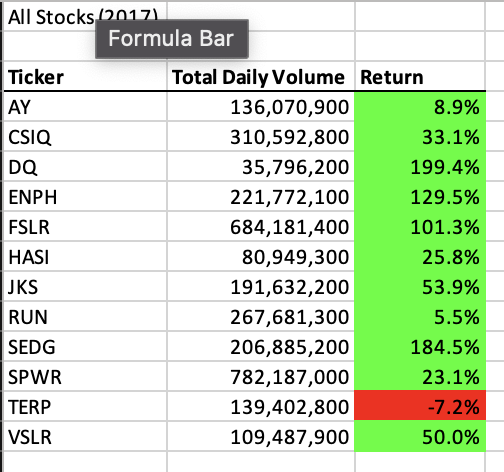 All Stocks (2017)
Formula Bar
Ticker Total Daily Volume Return
AY 136,070,900 8.9%
CSIQ 310,592,800 33.1%
DQ 35,796,200 199.4%
ENPH 221,772,100 129.5%
FSLR 684,181,400 101.3%
HASI 80,949,300 25.8%
JKS 191,632,200 53.9%
RUN 267,681,300 5.5%
SEDG 206,885,200 184.5%
SPWR 782,187,000 23.1%
TERP 139,402,800 -7.2%
VSLR 109,487,900 50.0%